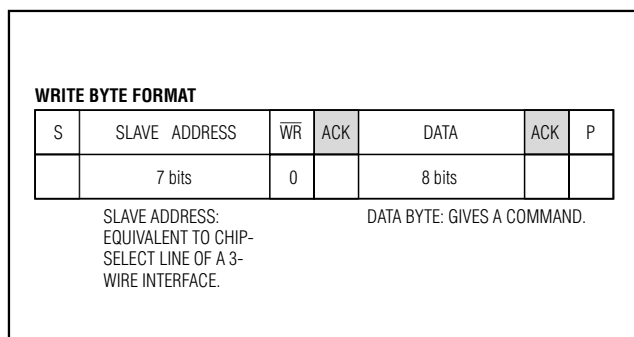 WRITE BYTE FORMAT
S SLAVE ADDRESS W̅R̅ ACK DATA ACK P
7 bits 0 8 bits
SLAVE ADDRESS:
EQUIVALENT TO CHIP-
SELECT LINE OF A 3-
WIRE INTERFACE.
DATA BYTE: GIVES A COMMAND.